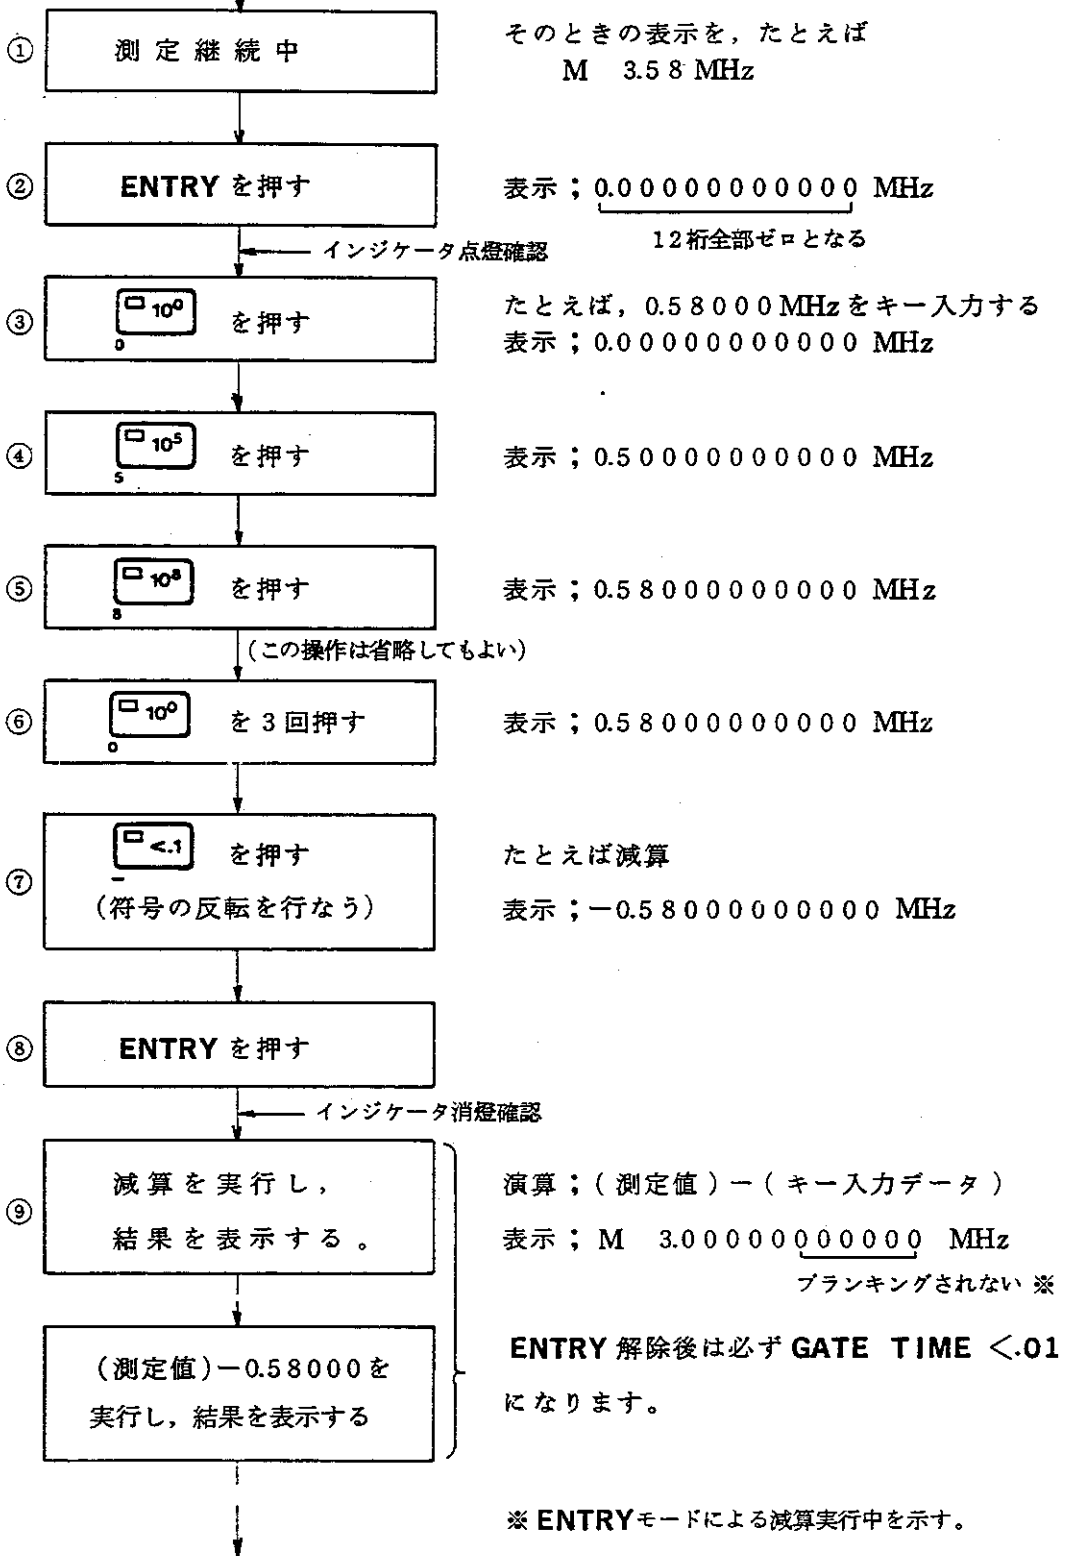 ① 測定継続中
そのときの表示を，たとえば
M 3.58 MHz
② ENTRY を押す
表示；0.00000000000 MHz
12桁全部ゼロとなる
インジケータ点燈確認
③ 10⁰ を押す
0
たとえば，0.58000MHzをキー入力する
表示；0.00000000000 MHz
④ 10⁵ を押す
5
表示；0.50000000000 MHz
⑤ 10⁸ を押す
8
表示；0.58000000000 MHz
(この操作は省略してもよい)
⑥ 10⁰ を3回押す
0
表示；0.58000000000 MHz
⑦ <.1 を押す
−
(符号の反転を行なう)
たとえば減算
表示；−0.58000000000 MHz
⑧ ENTRY を押す
インジケータ消燈確認
⑨ 減算を実行し，
結果を表示する。
演算；(測定値)−(キー入力データ)
表示；M 3.00000000000 MHz
ブランキングされない ※
(測定値)−0.58000を
実行し，結果を表示する
ENTRY 解除後は必ず GATE TIME <.01
になります。
※ ENTRYモードによる減算実行中を示す。